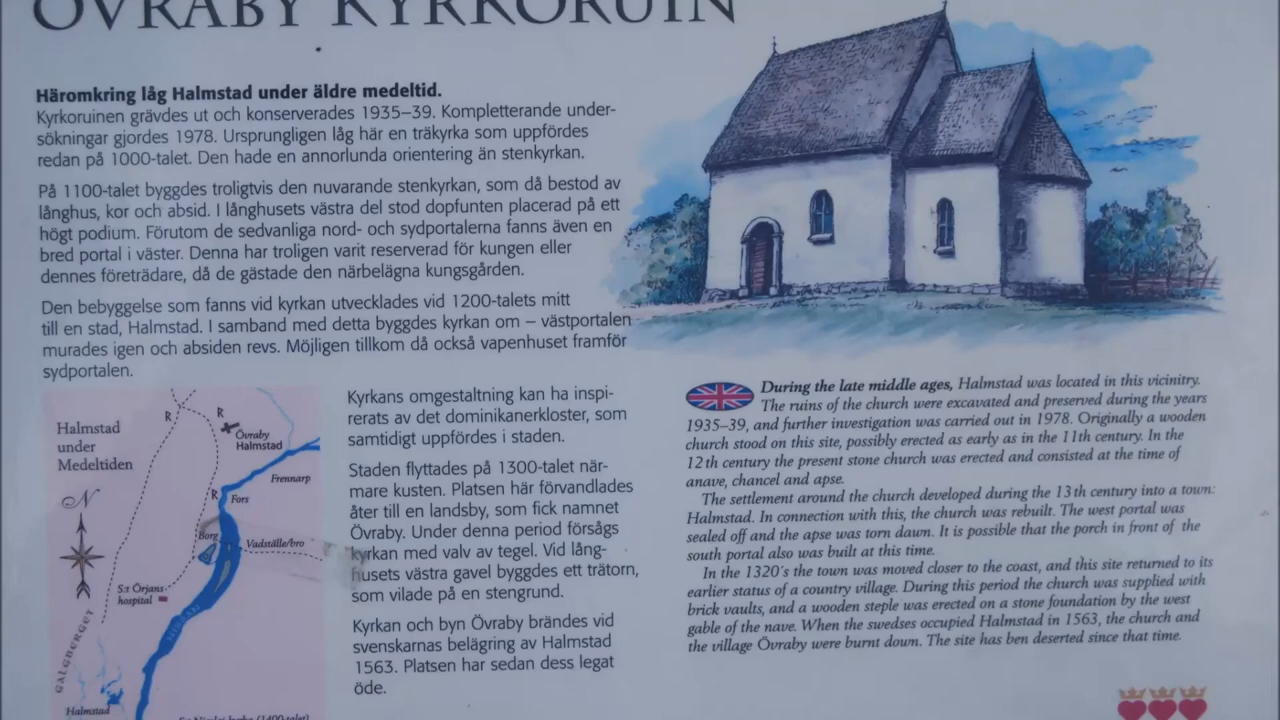 ÖVRABY KYRKORUIN
Häromkring låg Halmstad under äldre medeltid.
Kyrkoruinen grävdes ut och konserverades 1935–39. Kompletterande under-
sökningar gjordes 1978. Ursprungligen låg här en träkyrka som uppfördes
redan på 1000-talet. Den hade en annorlunda orientering än stenkyrkan.
På 1100-talet byggdes troligtvis den nuvarande stenkyrkan, som då bestod av
långhus, kor och absid. I långhusets västra del stod dopfunten placerad på ett
högt podium. Förutom de sedvanliga nord- och sydportalerna fanns även en
bred portal i väster. Denna har troligen varit reserverad för kungen eller
dennes företrädare, då de gästade den närbelägna kungsgården.
Den bebyggelse som fanns vid kyrkan utvecklades vid 1200-talets mitt
till en stad, Halmstad. I samband med detta byggdes kyrkan om – västportalen
murades igen och absiden revs. Möjligen tillkom då också vapenhuset framför
sydportalen.
Kyrkans omgestaltning kan ha inspi-
rerats av det dominikanerkloster, som
samtidigt uppfördes i staden.
Staden flyttades på 1300-talet när-
mare kusten. Platsen här förvandlades
åter till en landsby, som fick namnet
Övraby. Under denna period försågs
kyrkan med valv av tegel. Vid lång-
husets västra gavel byggdes ett trätorn,
som vilade på en stengrund.
Kyrkan och byn Övraby brändes vid
svenskarnas belägring av Halmstad
1563. Platsen har sedan dess legat
öde.
Halmstad
under
Medeltiden
N
R
R
Övraby
Halmstad
Frennarp
R
Fors
Borg
Vadställe/bro
S:t Örjans
hospital
NISSAN
GALGBERGET
Halmstad
S:t Nicolai kyrka (1400-talet)
During the late middle ages, Halmstad was located in this vicinitry.
The ruins of the church were excavated and preserved during the years
1935–39, and further investigation was carried out in 1978. Originally a wooden
church stood on this site, possibly erected as early as in the 11th century. In the
12th century the present stone church was erected and consisted at the time of
anave, chancel and apse.
The settlement around the church developed during the 13th century into a town:
Halmstad. In connection with this, the church was rebuilt. The west portal was
sealed off and the apse was torn dawn. It is possible that the porch in front of the
south portal also was built at this time.
In the 1320's the town was moved closer to the coast, and this site returned to its
earlier status of a country village. During this period the church was supplied with
brick vaults, and a wooden steple was erected on a stone foundation by the west
gable of the nave. When the swedses occupied Halmstad in 1563, the church and
the village Övraby were burnt down. The site has ben deserted since that time.